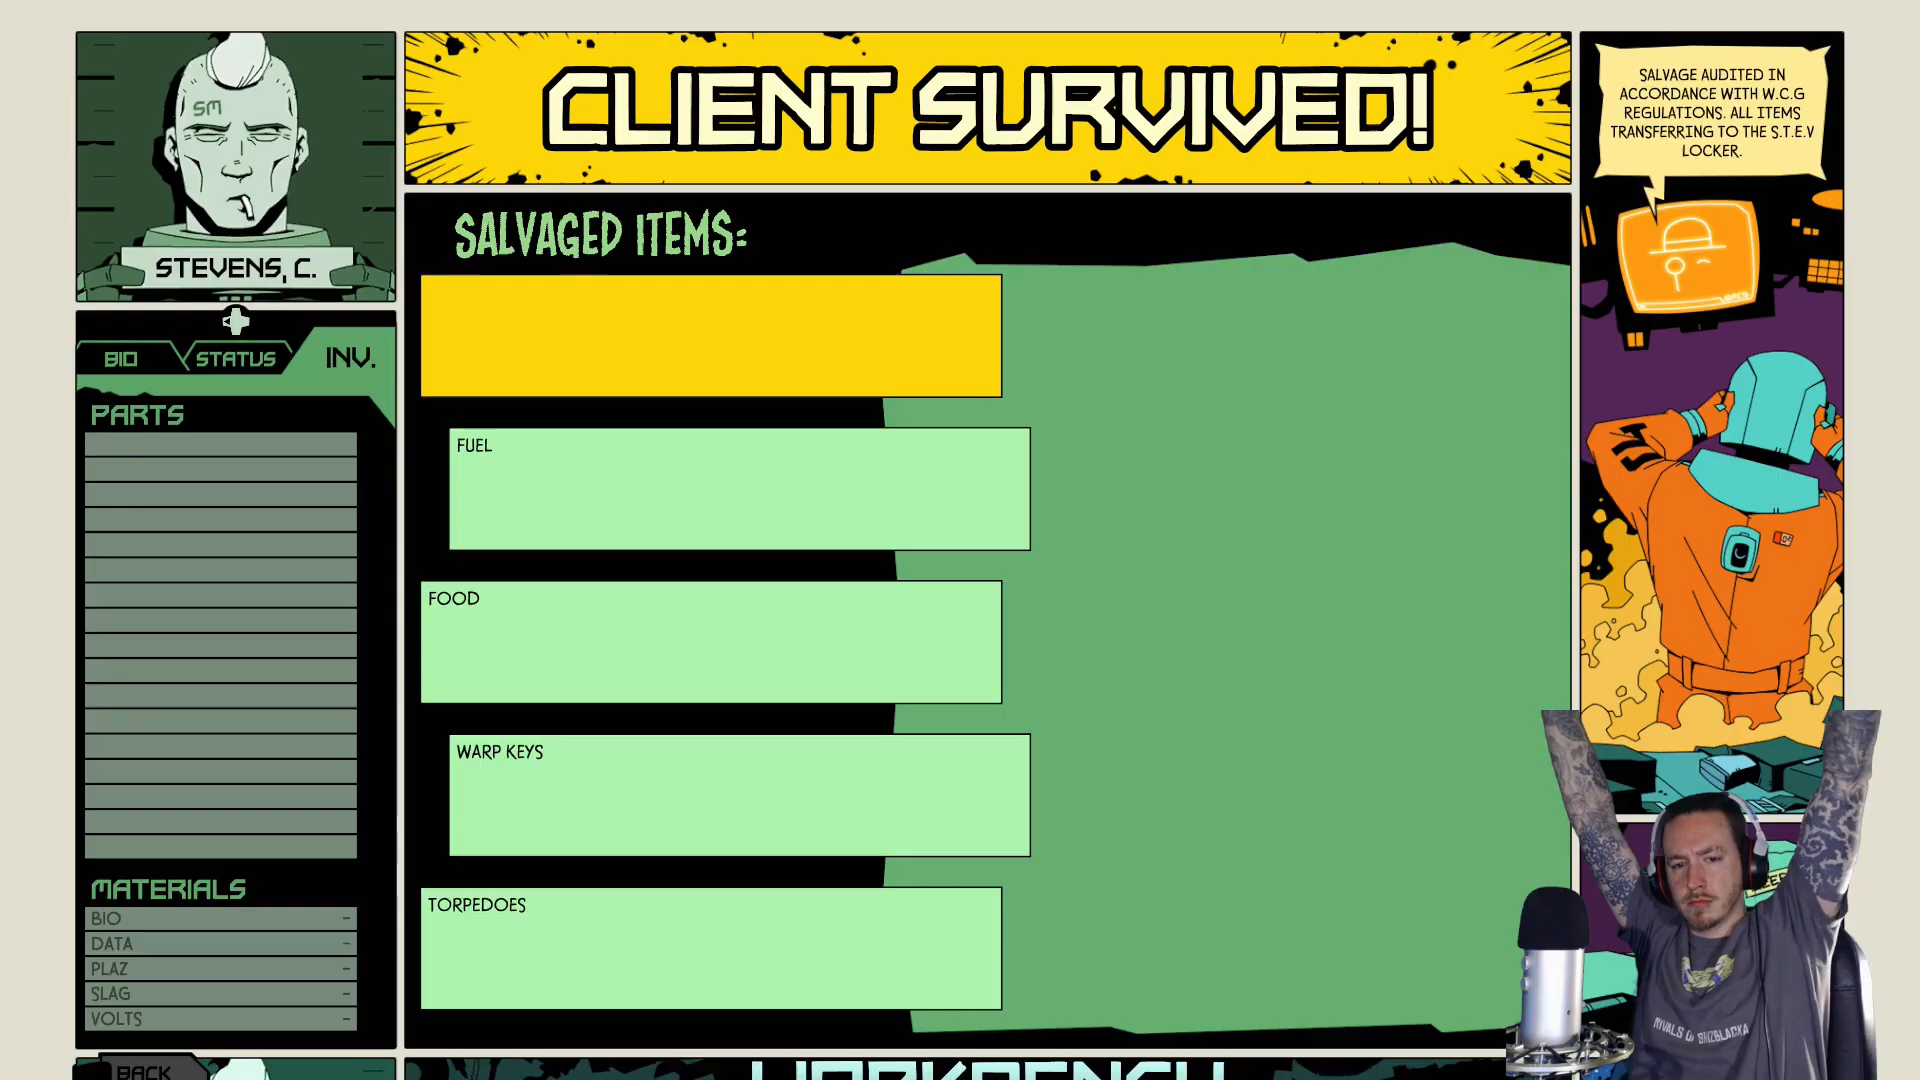 SM
STEVENS, C.
BIO
STATUS
INV.
PARTS
MATERIALS
BIO -
DATA -
PLAZ -
SLAG -
VOLTS -
BACK
CLIENT SURVIVED!
SALVAGED ITEMS:
FUEL
FOOD
WARP KEYS
TORPEDOES
WORKBENCH
SALVAGE AUDITED IN
ACCORDANCE WITH W.C.G
REGULATIONS. ALL ITEMS
TRANSFERRING TO THE S.T.E.V
LOCKER.